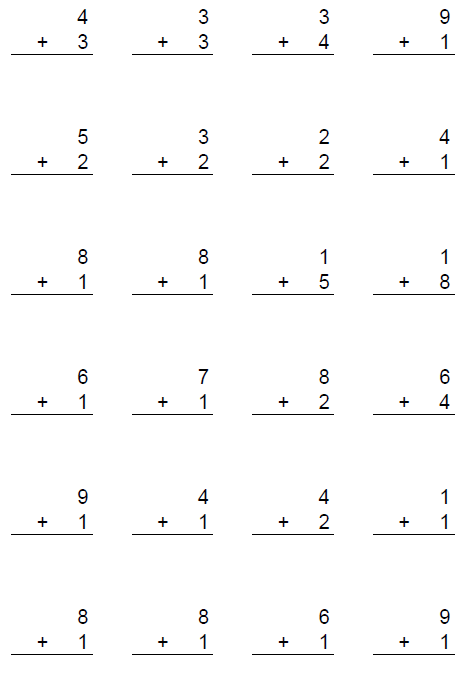 4 3 3 9
+ 3 + 3 + 4 + 1
5 3 2 4
+ 2 + 2 + 2 + 1
8 8 1 1
+ 1 + 1 + 5 + 8
6 7 8 6
+ 1 + 1 + 2 + 4
9 4 4 1
+ 1 + 1 + 2 + 1
8 8 6 9
+ 1 + 1 + 1 + 1